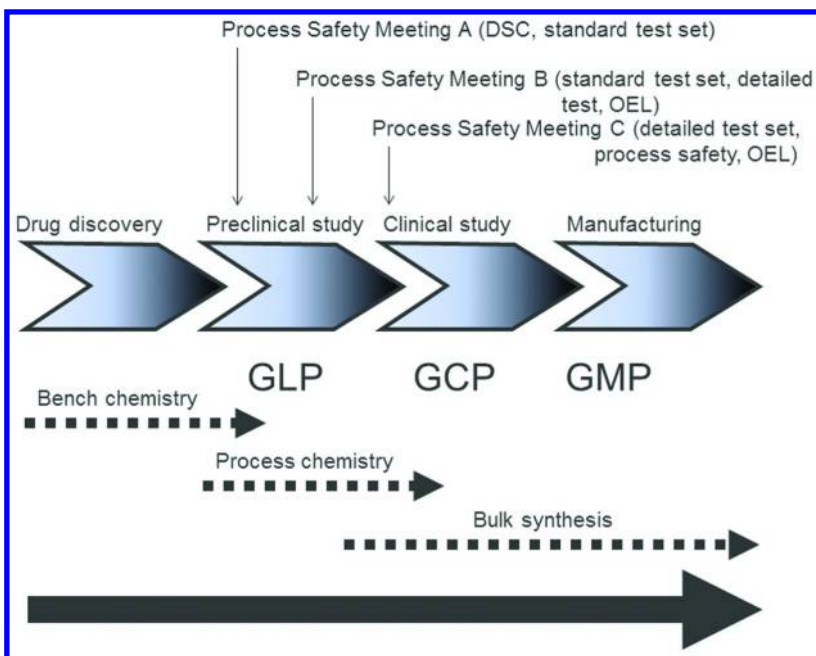 Process Safety Meeting A (DSC, standard test set)
Process Safety Meeting B (standard test set, detailed
test, OEL)
Process Safety Meeting C (detailed test set,
process safety, OEL)
Drug discovery
Preclinical study
Clinical study
Manufacturing
GLP
GCP
GMP
Bench chemistry
Process chemistry
Bulk synthesis